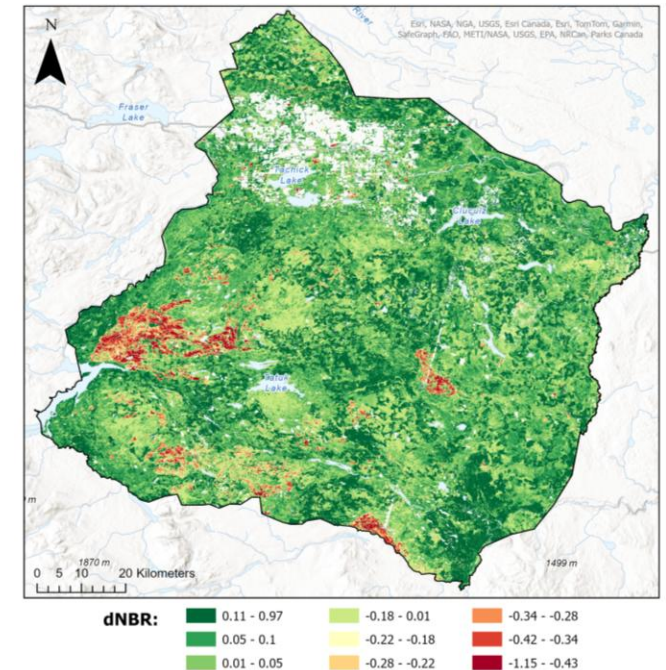 N
River
Esri, NASA, NGA, USGS, Esri Canada, Esri, TomTom, Garmin,
SafeGraph, FAO, METI/NASA, USGS, EPA, NRCan, Parks Canada
Fraser
Lake
Tachick
Lake
Cluculz
Lake
Tatuk
Lake
m
1870 m
1499 m
0 5 10 20 Kilometers
dNBR:
0.11 - 0.97
-0.18 - 0.01
-0.34 - -0.28
0.05 - 0.1
-0.22 - -0.18
-0.42 - -0.34
0.01 - 0.05
-0.28 - -0.22
-1.15 - -0.43